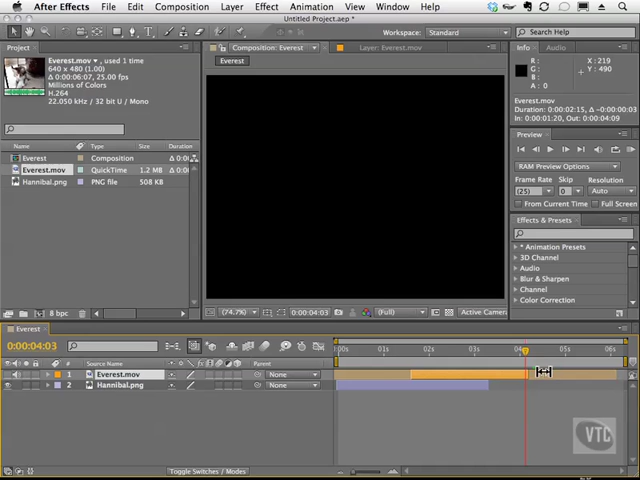 After Effects File Edit Composition Layer Effect Animation View Window Help
Untitled Project.aep *
Workspace: Standard Search Help
Project
Composition: Everest
Layer: Everest.mov
Info
Audio
Everest.mov, used 1 time
640 x 480 (1.00)
Δ 0:00:06:07, 25.00 fps
Millions of Colors
H.264
22.050 kHz / 32 bit U / Mono
Everest
R:
G:
B:
A: 0
X: 219
Y: 490
Everest.mov
Duration: 0:00:02:15, Δ -0:00:00:03
In: 0:00:01:20, Out: 0:00:04:09
Preview
RAM Preview Options
Frame Rate Skip Resolution
(25) 0 Auto
From Current Time Full Screen
Effects & Presets
* Animation Presets
3D Channel
Audio
Blur & Sharpen
Channel
Color Correction
Name Type Size Duration
Everest Composition Δ 0:0
Everest.mov QuickTime 1.2 MB Δ 0:0
Hannibal.png PNG file 508 KB
8 bpc
(74.7%) 0:00:04:03 (Full) Active Camera
Everest
0:00:04:03
# Source Name Parent
1 Everest.mov None
2 Hannibal.png None
:00s 01s 02s 03s 04s 05s 06s
VTC
Toggle Switches / Modes